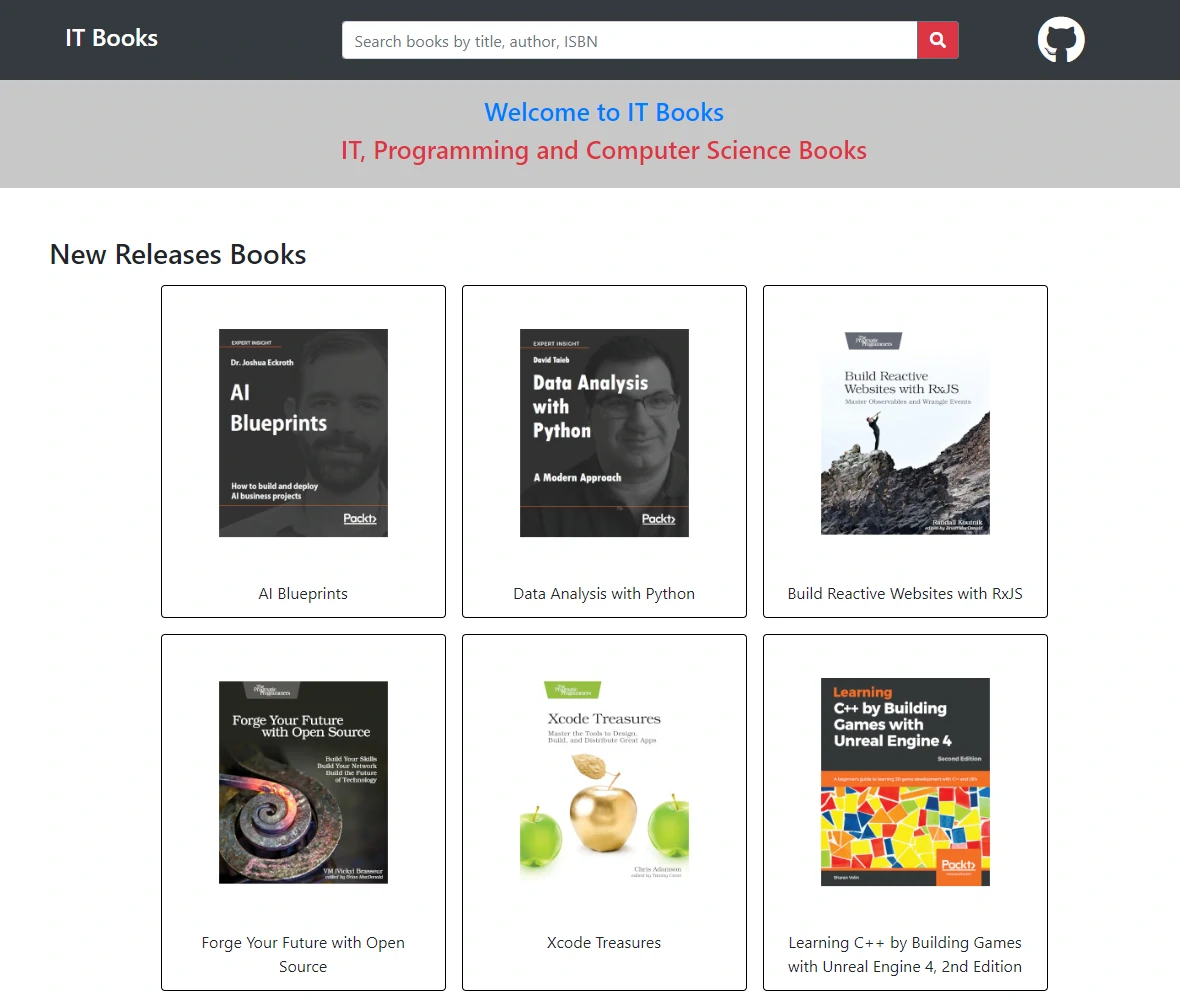 IT Books
Search books by title, author, ISBN
Welcome to IT Books
IT, Programming and Computer Science Books
New Releases Books
EXPERT INSIGHT
Dr. Joshua Eckroth
AI
Blueprints
How to build and deploy
AI business projects
Packt>
AI Blueprints
EXPERT INSIGHT
David Taieb
Data Analysis
with
Python
A Modern Approach
Packt>
Data Analysis with Python
The
Pragmatic
Programmers
Build Reactive
Websites with RxJS
Master Observables and Wrangle Events
Randall Koutnik
edited by Brian MacDonald
Build Reactive Websites with RxJS
The
Pragmatic
Programmers
Forge Your Future
with Open Source
Build Your Skills
Build Your Network
Build the Future
of Technology
VM (Vicky) Brasseur
edited by Brian MacDonald
Forge Your Future with Open
Source
The
Pragmatic
Programmers
Xcode Treasures
Master the Tools to Design,
Build, and Distribute Great Apps
Chris Adamson
edited by Tammy Coron
Xcode Treasures
Learning
C++ by Building
Games with
Unreal Engine 4
Second Edition
A beginner's guide to learning 3D game development with C++ and UE4
Packt>
Sharan Volin
Learning C++ by Building Games
with Unreal Engine 4, 2nd Edition